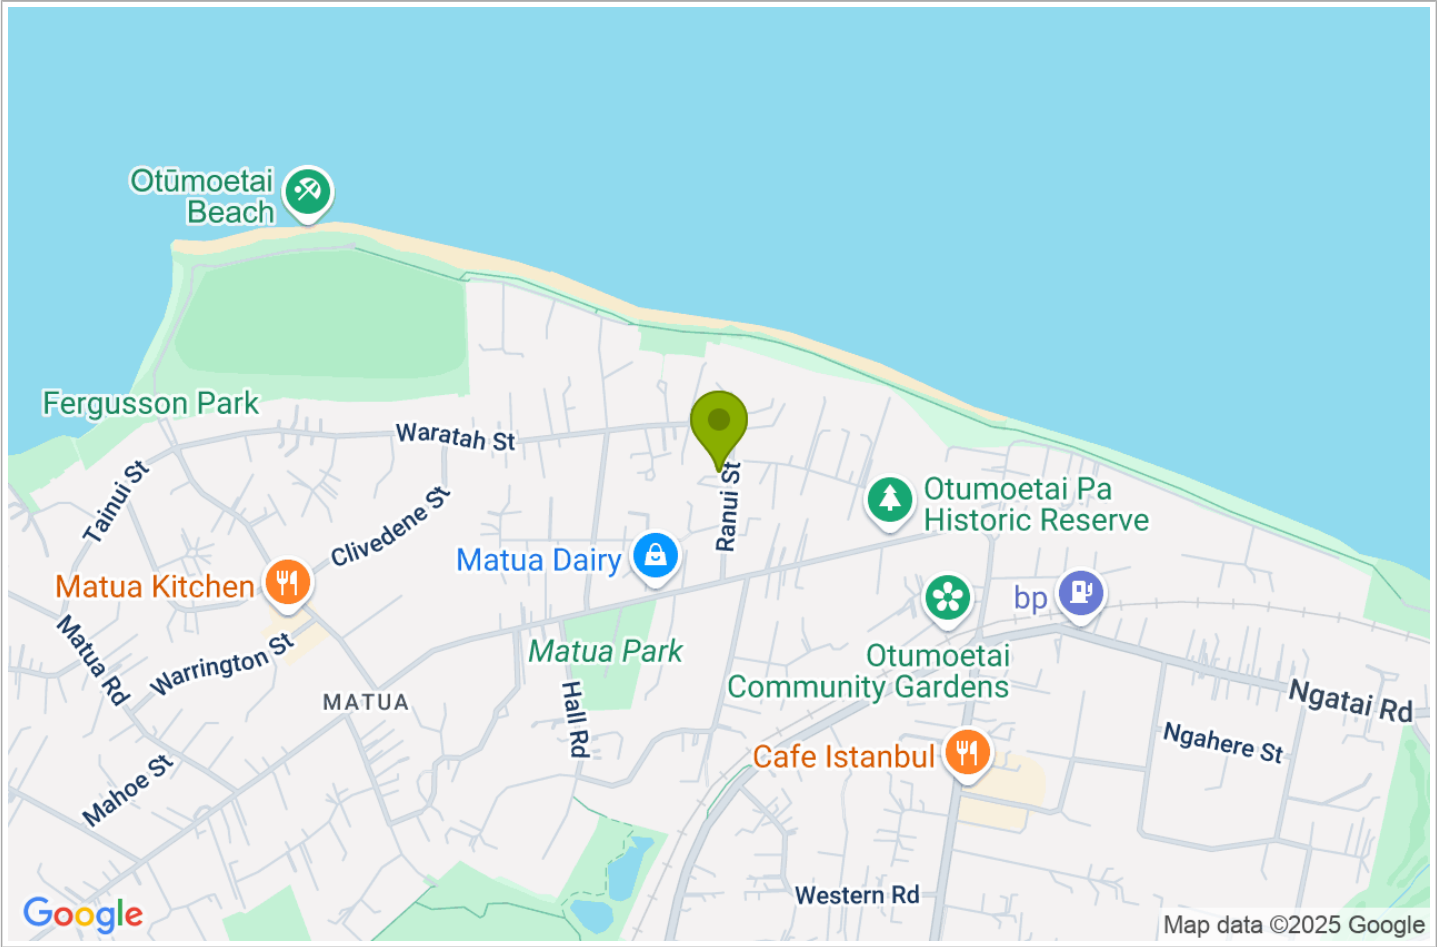 Otūmoetai
Beach
Fergusson Park
Waratah St
Tainui St
Clivedene St
Ranui St
Otumoetai Pa
Historic Reserve
Matua Dairy
Matua Kitchen
bp
Matua Rd
Warrington St
Matua Park
Otumoetai
Community Gardens
MATUA
Hall Rd
Ngatai Rd
Ngahere St
Cafe Istanbul
Mahoe St
Western Rd
Google
Map data ©2025 Google